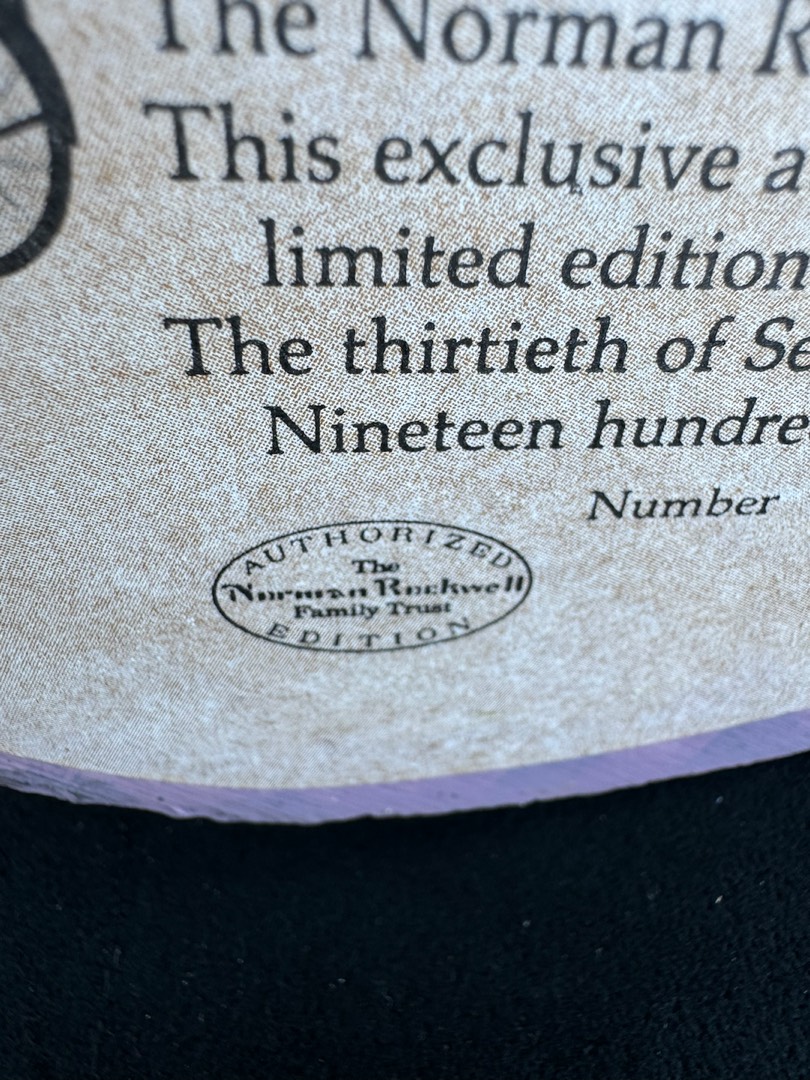 The Norman R
This exclusive a
limited edition
The thirtieth of Se
Nineteen hundre
Number
AUTHORIZED
The
Norman Rockwell
Family Trust
EDITION